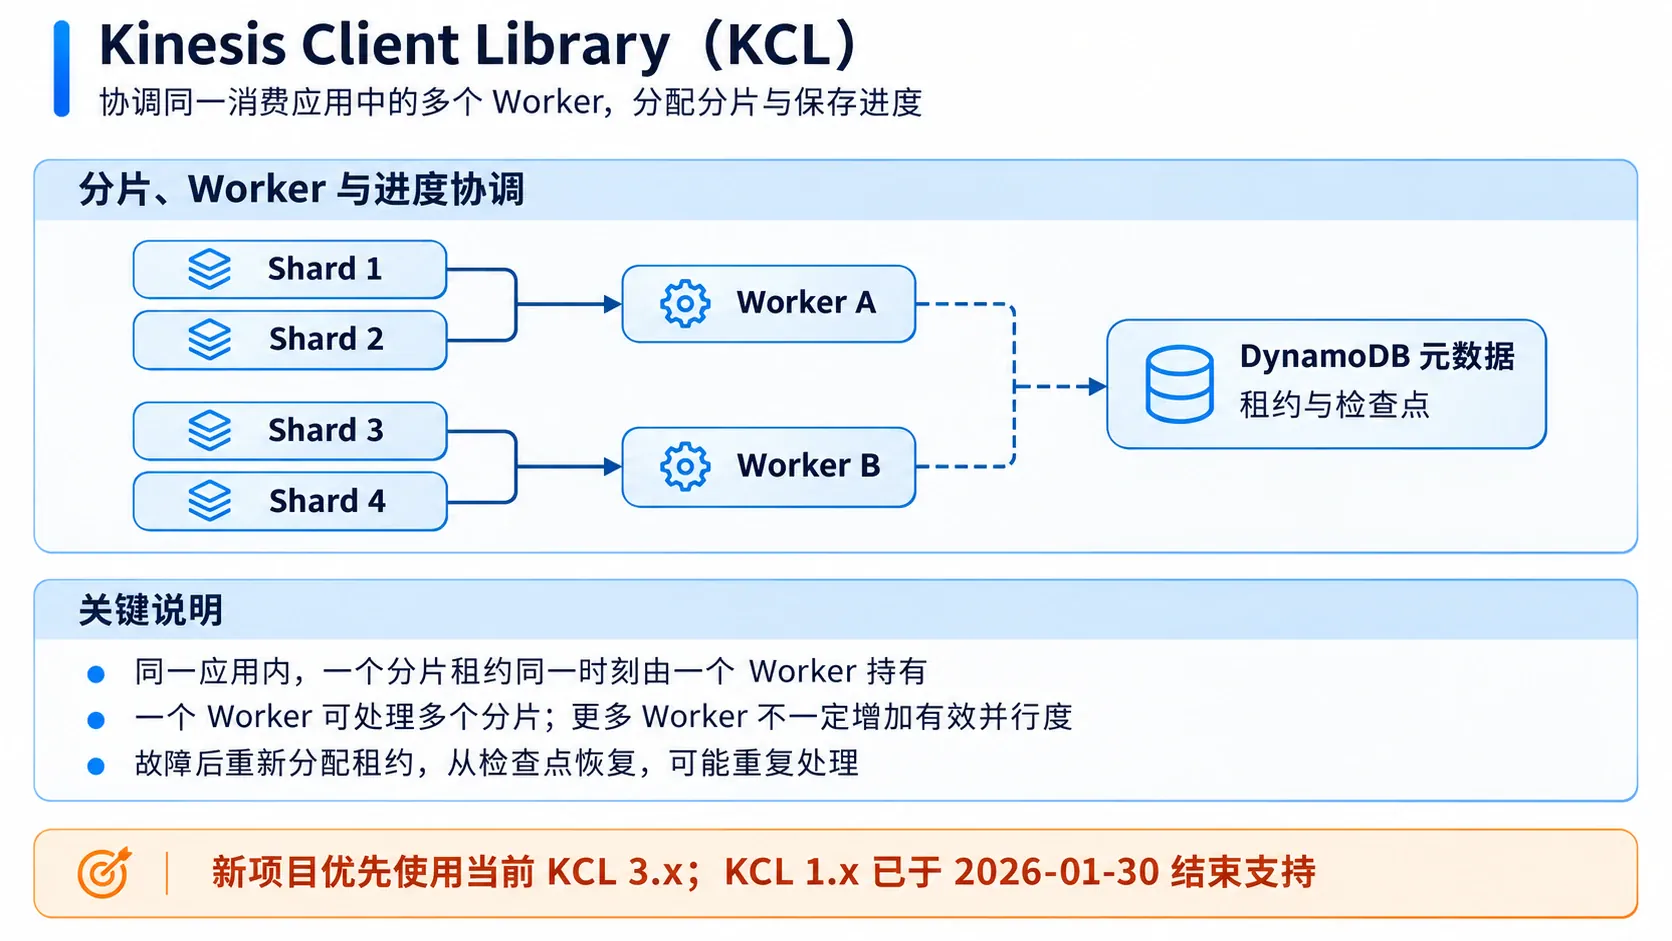 Kinesis Client Library（KCL）
协调同一消费应用中的多个 Worker，分配分片与保存进度
分片、Worker 与进度协调
Shard 1
Shard 2
Shard 3
Shard 4
Worker A
Worker B
DynamoDB 元数据
租约与检查点
关键说明
同一应用内，一个分片租约同一时刻由一个 Worker 持有
一个 Worker 可处理多个分片；更多 Worker 不一定增加有效并行度
故障后重新分配租约，从检查点恢复，可能重复处理
新项目优先使用当前 KCL 3.x；KCL 1.x 已于 2026-01-30 结束支持